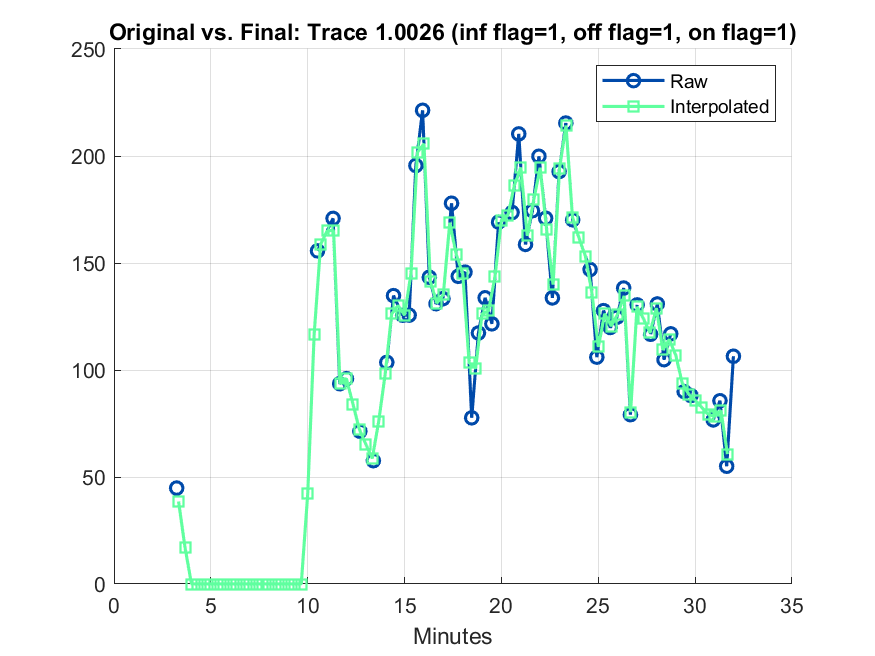 Original vs. Final: Trace 1.0026 (inf flag=1, off flag=1, on flag=1)
250
200
150
100
50
0
Raw
Interpolated
0 5 10 15 20 25 30 35
Minutes